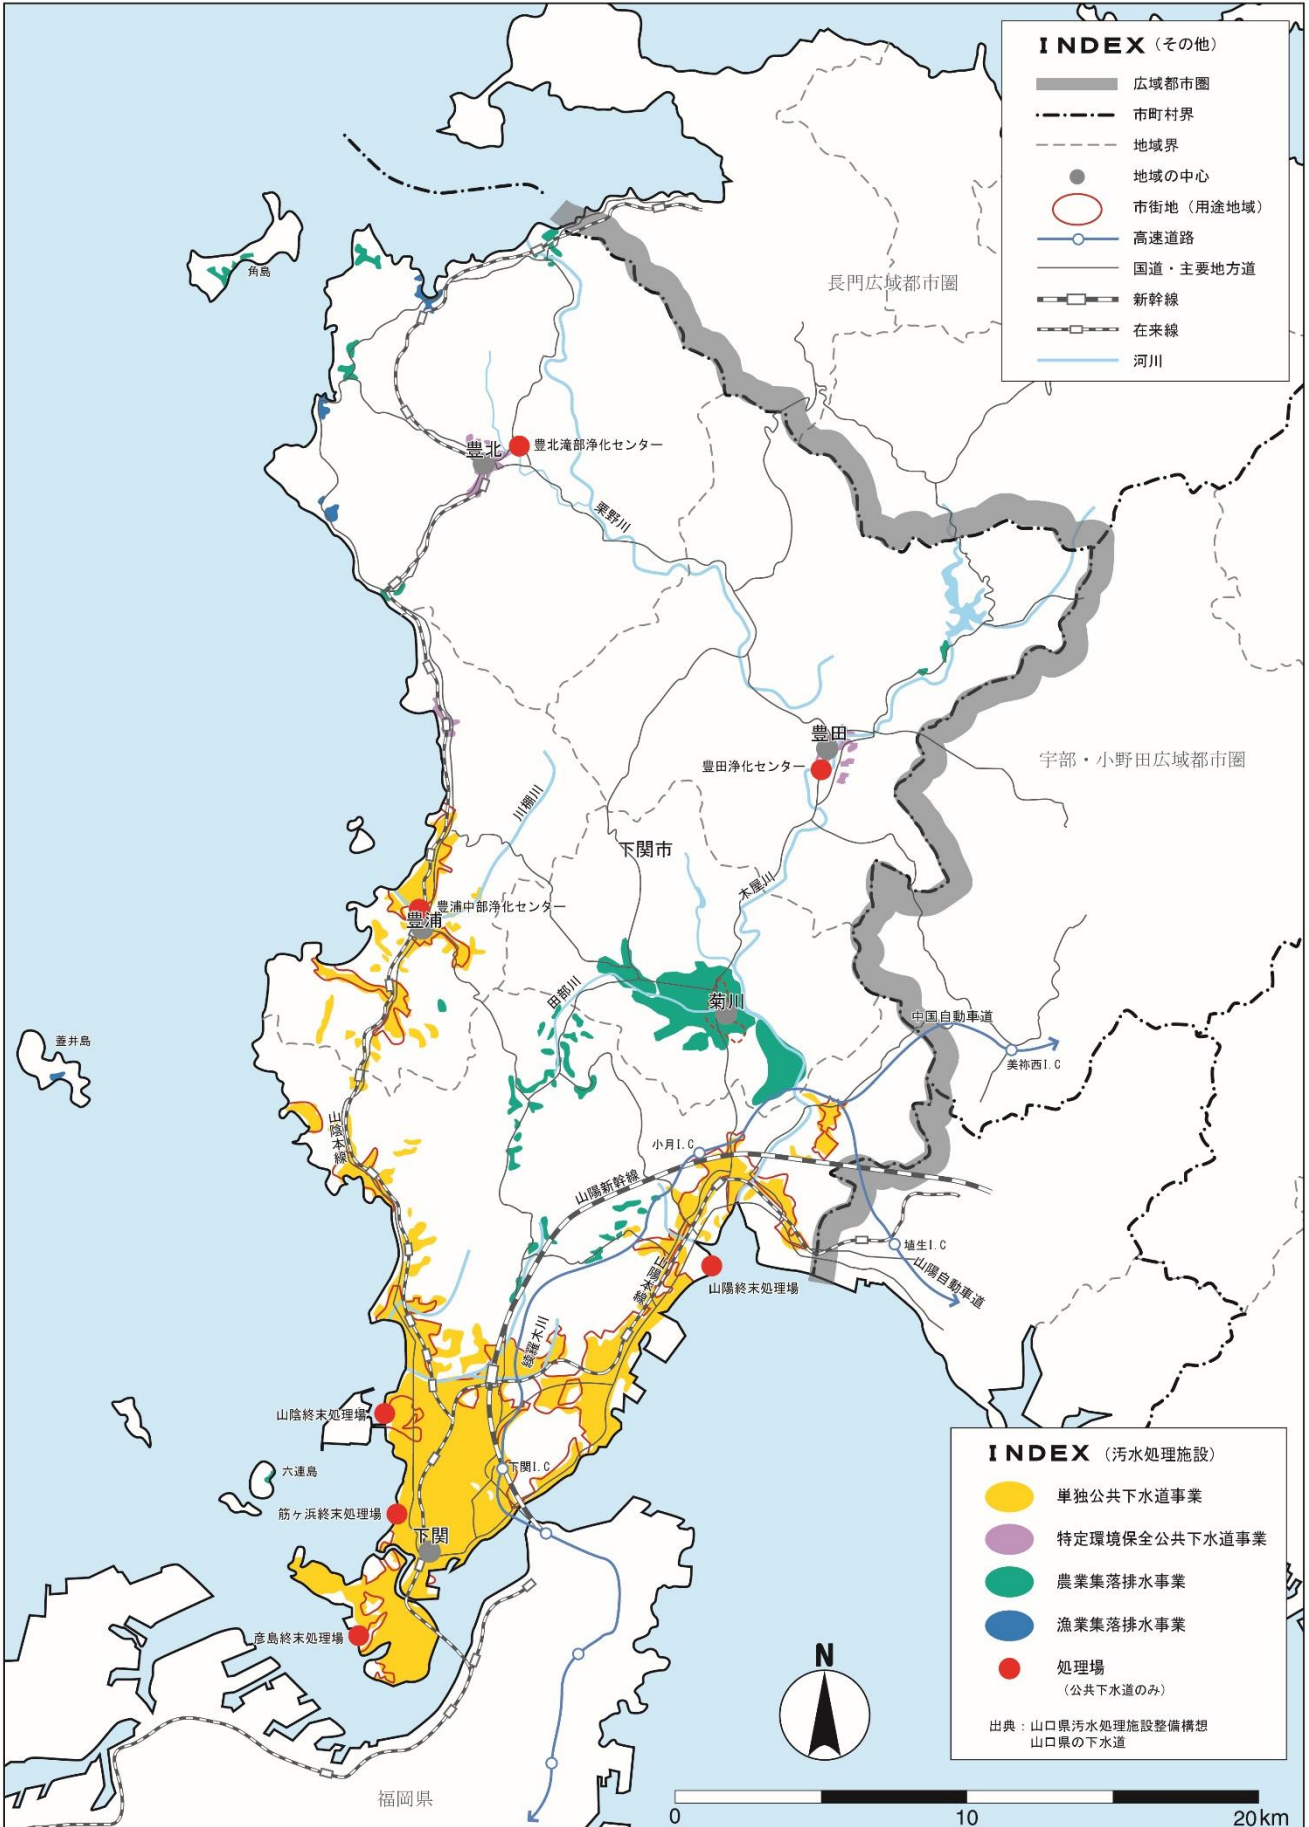 INDEX（その他）
広域都市圏
市町村界
地域界
地域の中心
市街地（用途地域）
高速道路
国道・主要地方道
新幹線
在来線
河川
角島
長門広域都市圏
豊北
豊北滝部浄化センター
粟野川
豊田
豊田浄化センター
宇部・小野田広域都市圏
川棚川
下関市
木屋川
豊浦中部浄化センター
豊浦
田部川
菊川
中国自動車道
美祢西I.C
蓋井島
山陰本線
小月I.C
山陽新幹線
埴生I.C
山陽自動車道
山陽本線
山陽終末処理場
綾羅木川
山陰終末処理場
六連島
下関I.C
筋ヶ浜終末処理場
下関
彦島終末処理場
福岡県
INDEX（汚水処理施設）
単独公共下水道事業
特定環境保全公共下水道事業
農業集落排水事業
漁業集落排水事業
処理場
（公共下水道のみ）
出典：山口県汚水処理施設整備構想
山口県の下水道
N
0 10 20km